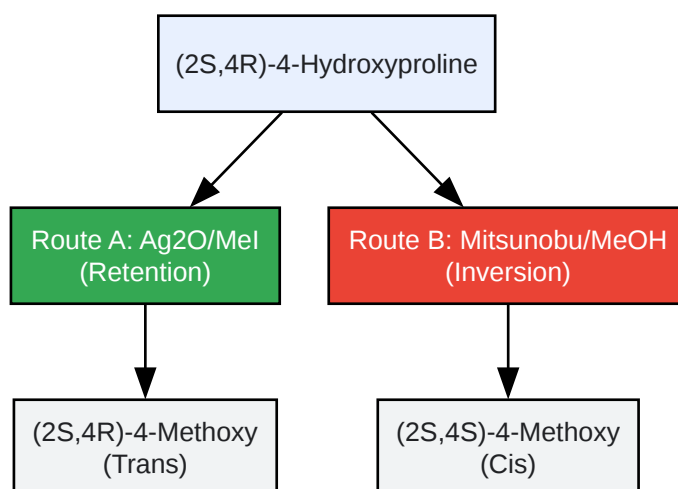 (2S,4R)-4-Hydroxyproline
Route A: Ag2O/MeI
(Retention)
Route B: Mitsunobu/MeOH
(Inversion)
(2S,4R)-4-Methoxy
(Trans)
(2S,4S)-4-Methoxy
(Cis)